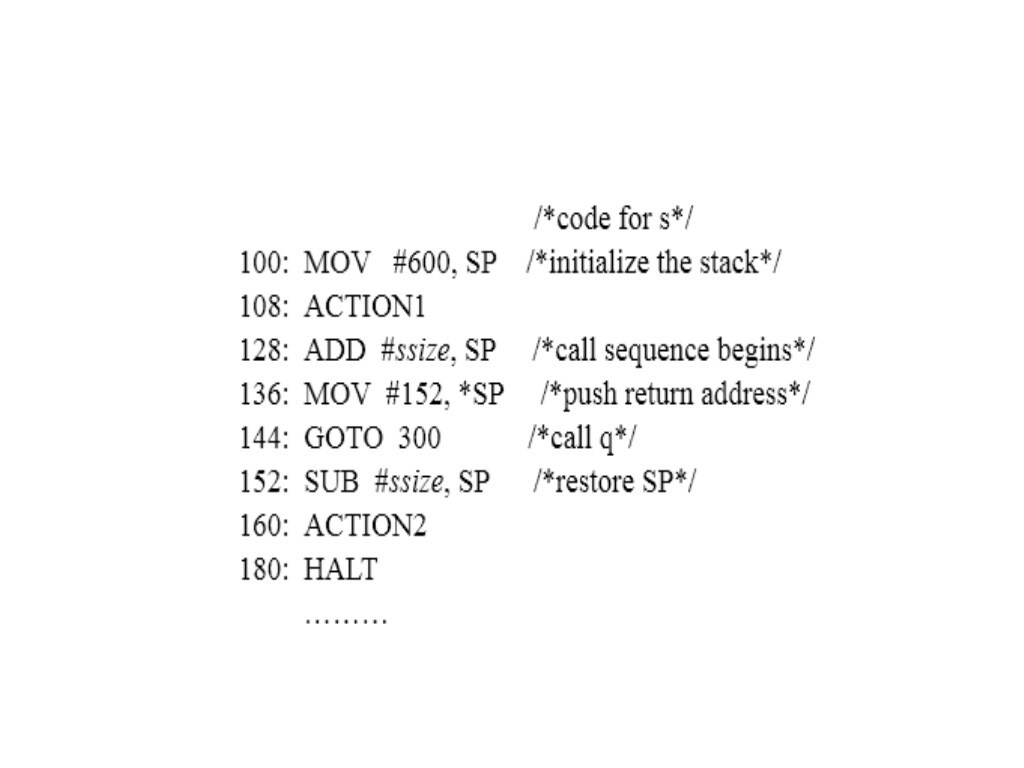 /*code for s*/
100: MOV #600, SP /*initialize the stack*/
108: ACTION1
128: ADD #ssize, SP /*call sequence begins*/
136: MOV #152, *SP /*push return address*/
144: GOTO 300 /*call q*/
152: SUB #ssize, SP /*restore SP*/
160: ACTION2
180: HALT
………